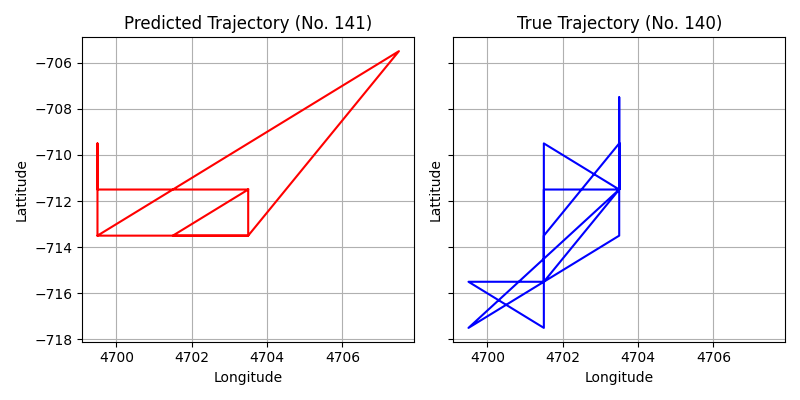 Predicted Trajectory (No. 141)
True Trajectory (No. 140)
Lattitude
−706
−708
−710
−712
−714
−716
−718
4700
4702
4704
4706
Longitude
Lattitude
4700
4702
4704
4706
Longitude